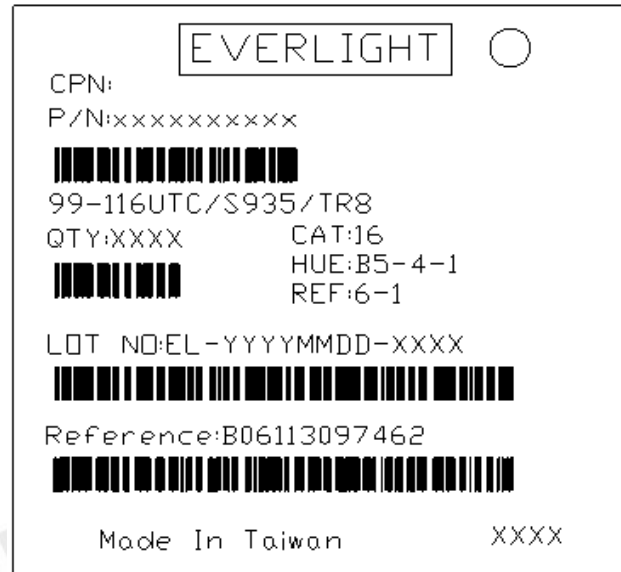 EVERLIGHT
CPN:
P/N:xxxxxxxxxx
99-116UTC/S935/TR8
QTY:XXXX
CAT:16
HUE:B5-4-1
REF:6-1
LOT NO:EL-YYYYMMDD-XXXX
Reference:B06113097462
Made In Taiwan
XXXX